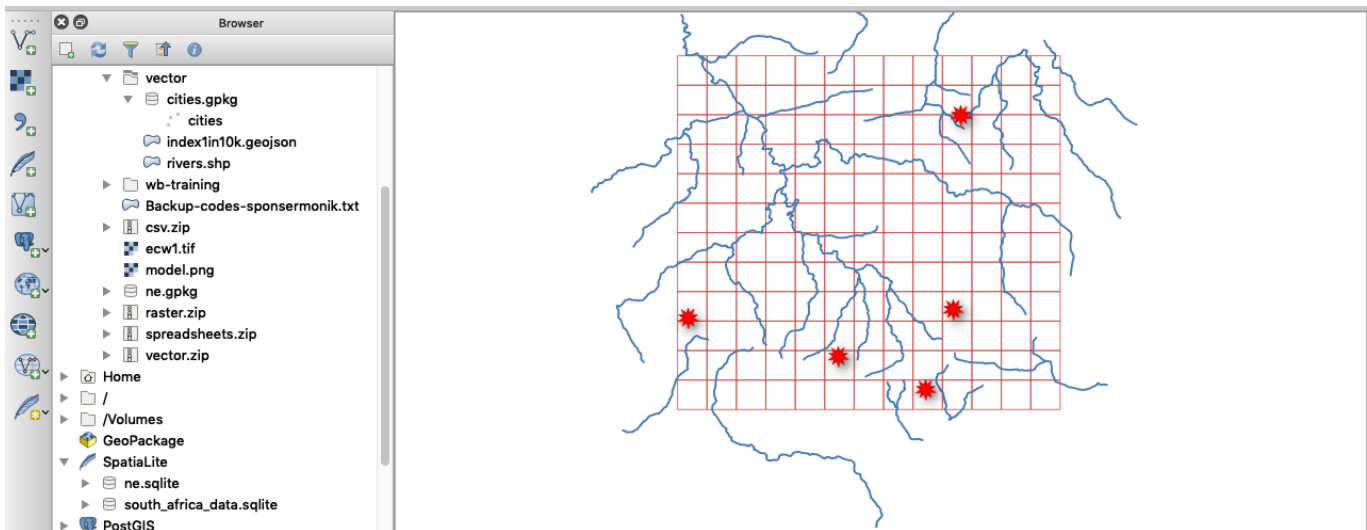 Browser
vector
cities.gpkg
cities
index1in10k.geojson
rivers.shp
wb-training
Backup-codes-sponsermonik.txt
csv.zip
ecw1.tif
model.png
ne.gpkg
raster.zip
spreadsheets.zip
vector.zip
Home
/
/Volumes
GeoPackage
SpatiaLite
ne.sqlite
south_africa_data.sqlite
PostGIS